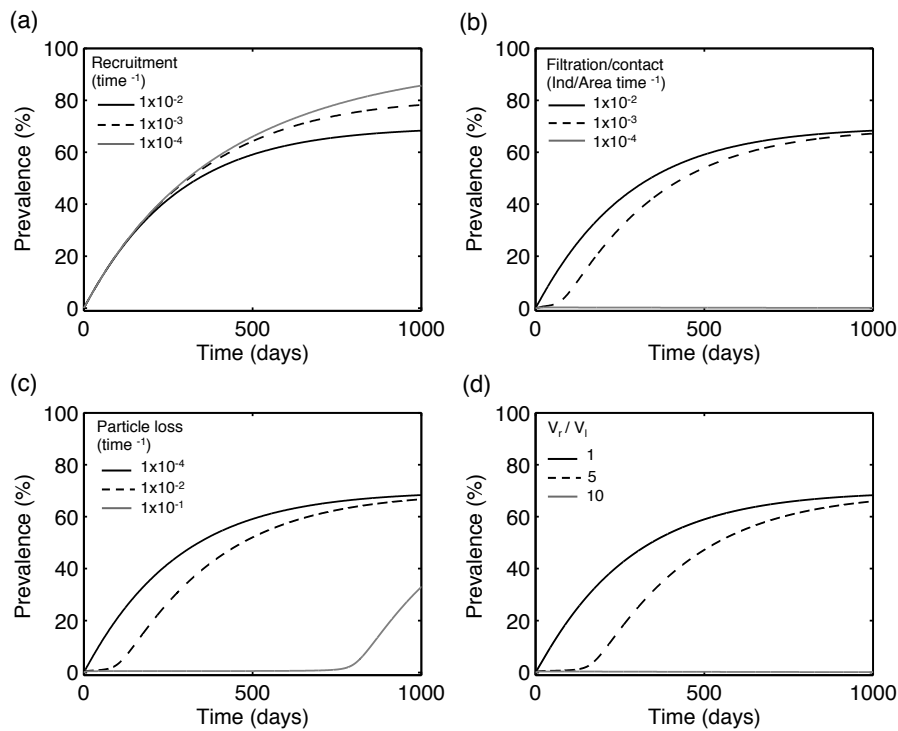 (a)
100
80
60
40
20
0
Prevalence (%)
Recruitment
(time ⁻¹)
1x10⁻²
1x10⁻³
1x10⁻⁴
0
500
1000
Time (days)
(b)
100
80
60
40
20
0
Prevalence (%)
Filtration/contact
(Ind/Area time ⁻¹)
1x10⁻²
1x10⁻³
1x10⁻⁴
0
500
1000
Time (days)
(c)
100
80
60
40
20
0
Prevalence (%)
Particle loss
(time ⁻¹)
1x10⁻⁴
1x10⁻²
1x10⁻¹
0
500
1000
Time (days)
(d)
100
80
60
40
20
0
Prevalence (%)
Vᵣ / Vₗ
1
5
10
0
500
1000
Time (days)